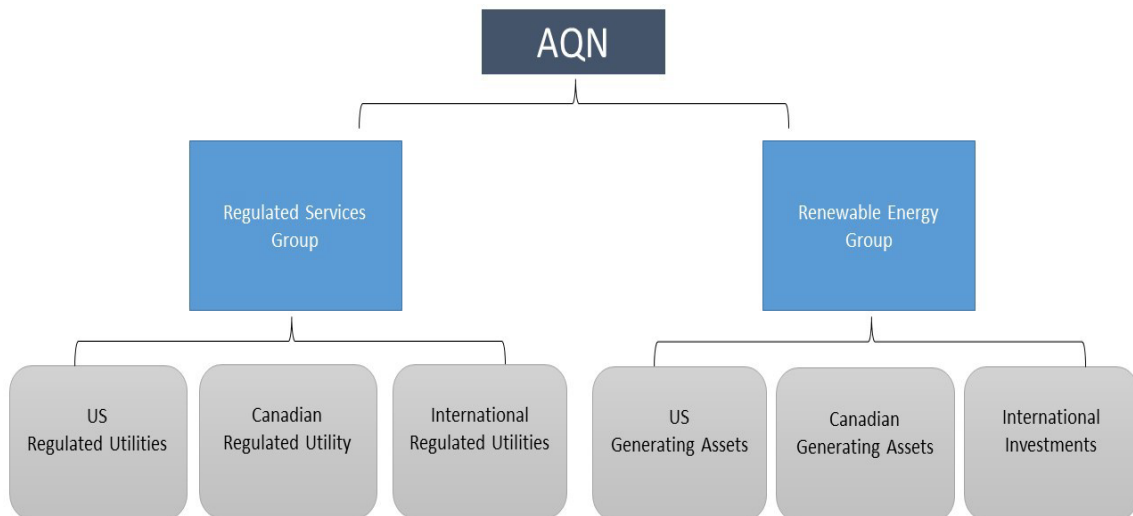 AQN
Regulated Services
Group
Renewable Energy
Group
US
Regulated Utilities
Canadian
Regulated Utility
International
Regulated Utilities
US
Generating Assets
Canadian
Generating Assets
International
Investments